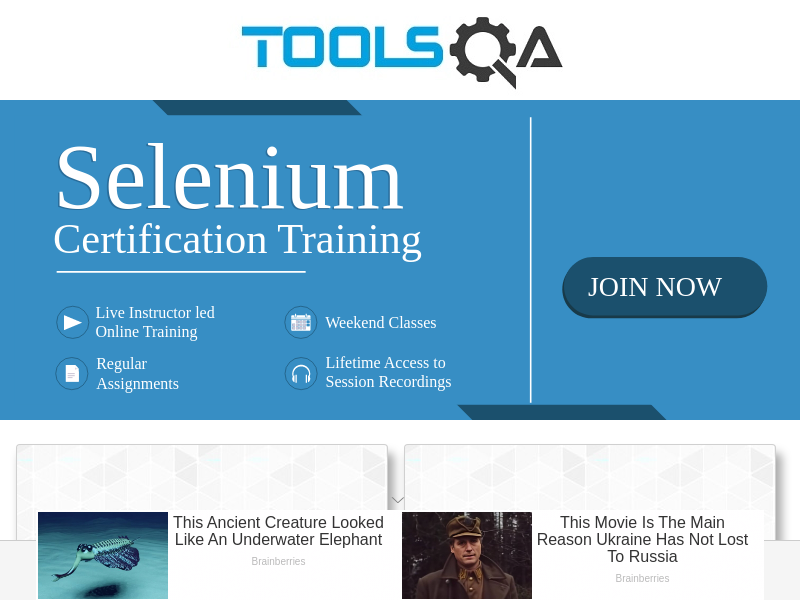 TOOLSQA
Selenium
Certification Training
JOIN NOW
Live Instructor led
Online Training
Weekend Classes
Regular
Assignments
Lifetime Access to
Session Recordings
This Ancient Creature Looked
Like An Underwater Elephant
Brainberries
This Movie Is The Main
Reason Ukraine Has Not Lost
To Russia
Brainberries